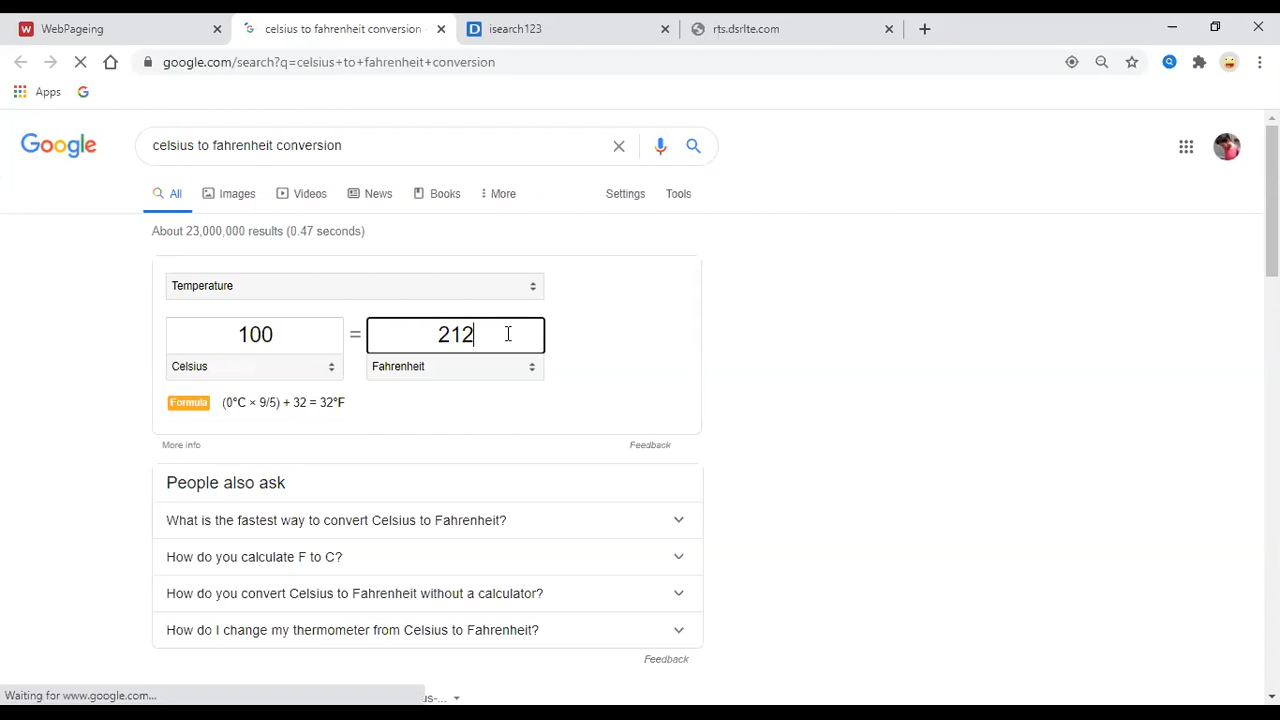 WebPageing
celsius to fahrenheit conversion
isearch123
rts.dsrlte.com
google.com/search?q=celsius+to+fahrenheit+conversion
Apps
Google
celsius to fahrenheit conversion
All
Images
Videos
News
Books
More
Settings
Tools
About 23,000,000 results (0.47 seconds)
Temperature
100 = 212
Celsius
Fahrenheit
Formula (0°C × 9/5) + 32 = 32°F
More info
Feedback
People also ask
What is the fastest way to convert Celsius to Fahrenheit?
How do you calculate F to C?
How do you convert Celsius to Fahrenheit without a calculator?
How do I change my thermometer from Celsius to Fahrenheit?
Feedback
Waiting for www.google.com...
us-...